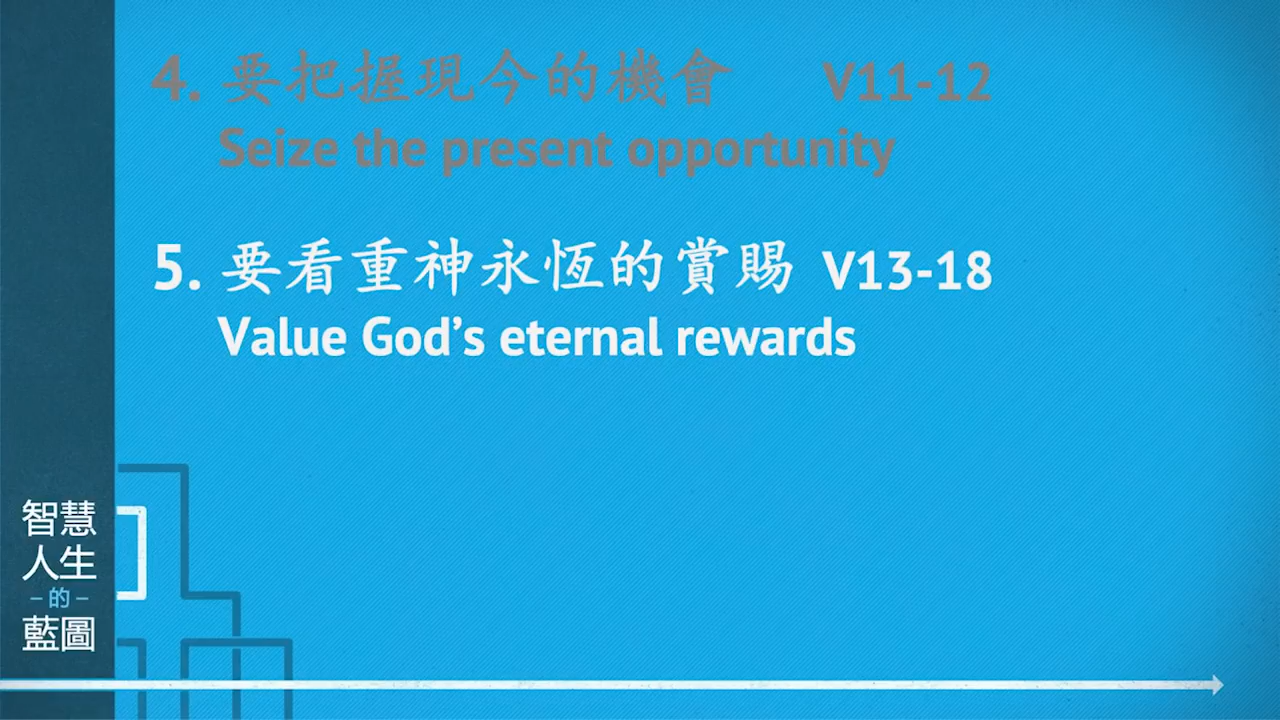 4. 要把握現今的機會 V11-12
Seize the present opportunity
5. 要看重神永恆的賞賜 V13-18
Value God's eternal rewards
智慧
人生
– 的 –
藍圖